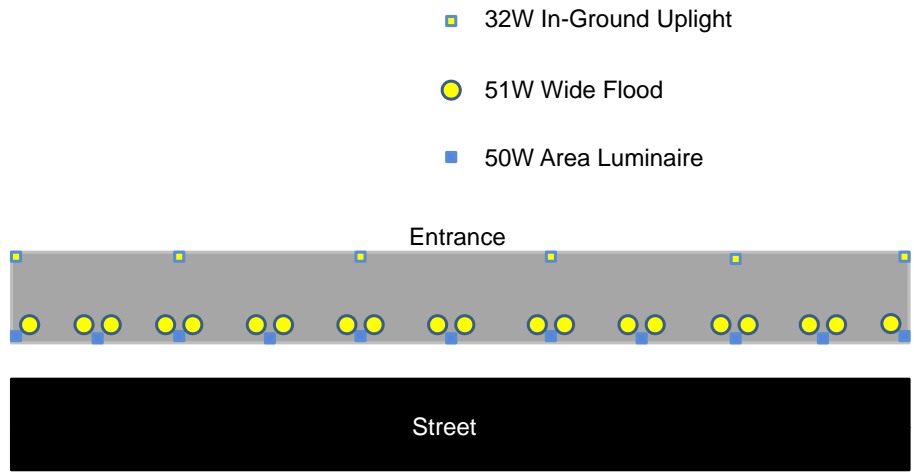 32W In-Ground Uplight
51W Wide Flood
50W Area Luminaire
Entrance
Street